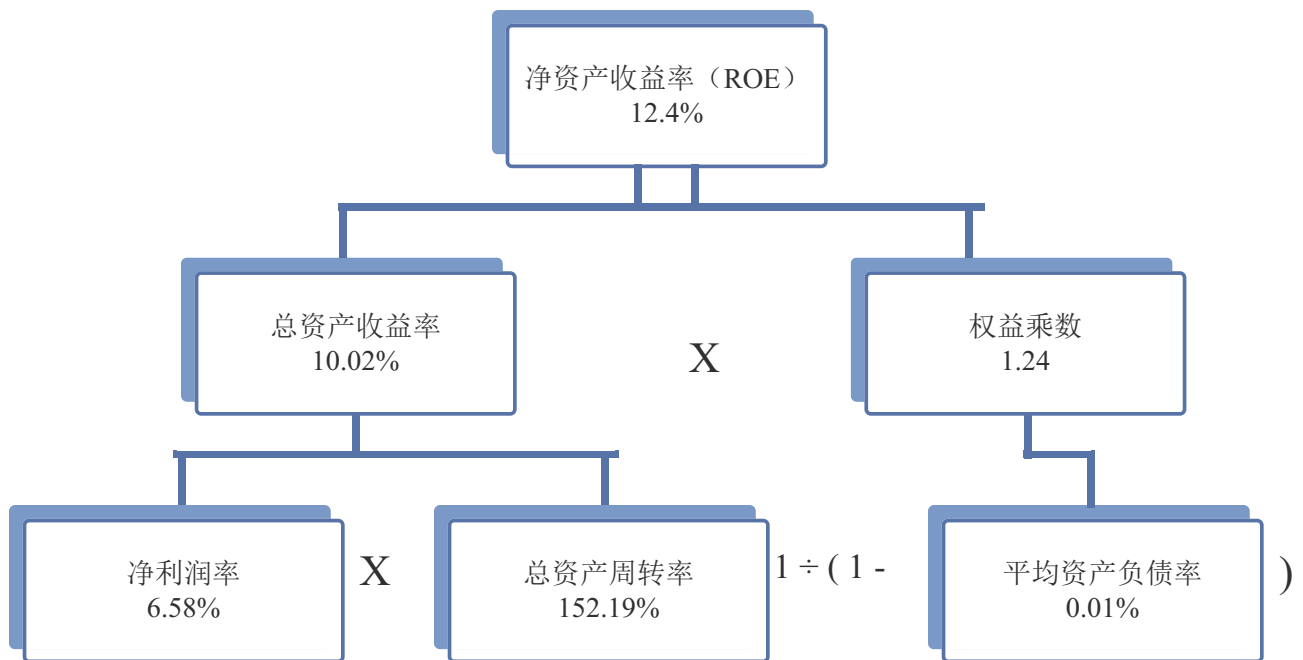 净资产收益率（ROE）
12.4%
总资产收益率
10.02%
X
权益乘数
1.24
净利润率
6.58%
X
总资产周转率
152.19%
1 ÷ ( 1 -
平均资产负债率
0.01%
)